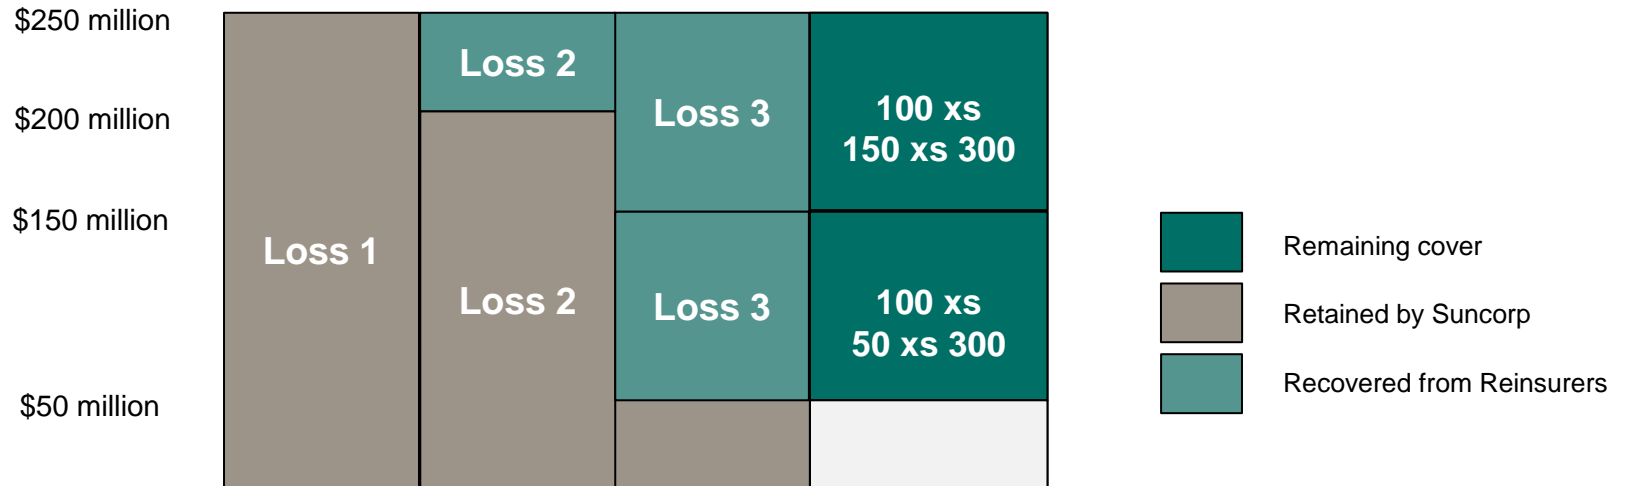 $250 million
$200 million
$150 million
$50 million
Loss 1
Loss 2
Loss 2
Loss 3
Loss 3
100 xs
150 xs 300
100 xs
50 xs 300
Remaining cover
Retained by Suncorp
Recovered from Reinsurers